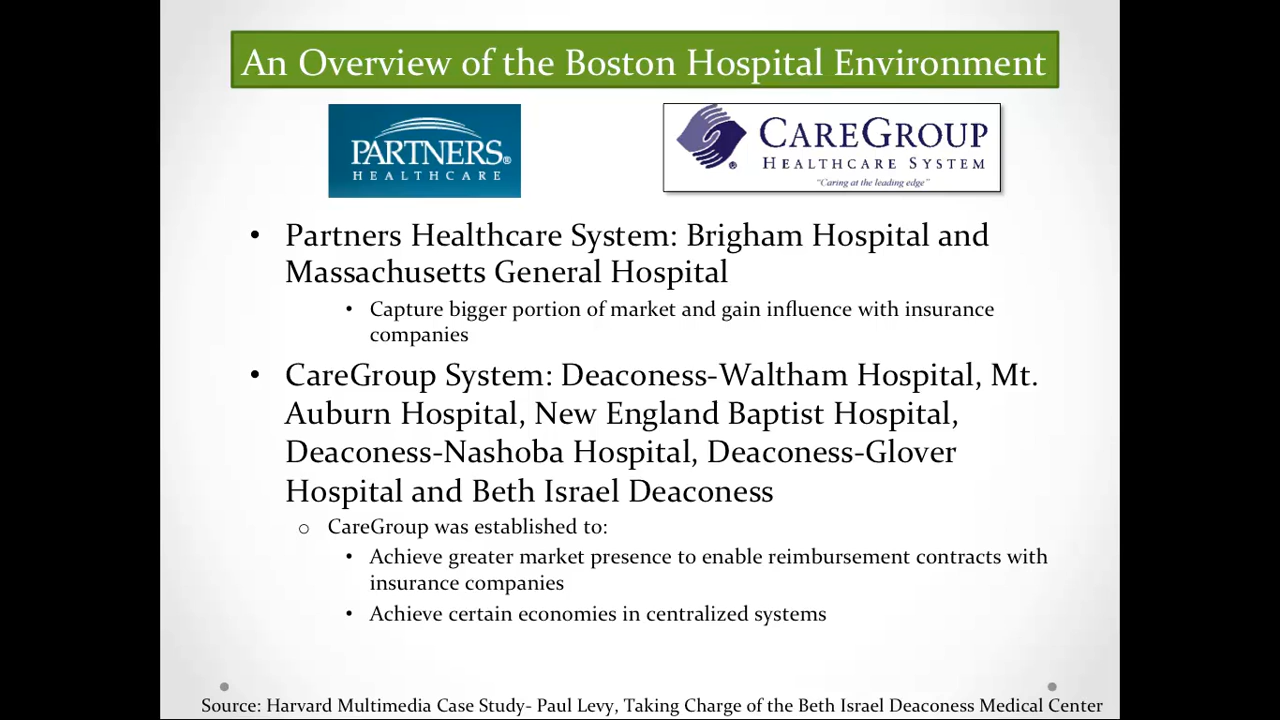 An Overview of the Boston Hospital Environment
PARTNERS®
HEALTHCARE
CAREGROUP
HEALTHCARE SYSTEM
®
"Caring at the leading edge"
• Partners Healthcare System: Brigham Hospital and
Massachusetts General Hospital
• Capture bigger portion of market and gain influence with insurance
companies
• CareGroup System: Deaconess-Waltham Hospital, Mt.
Auburn Hospital, New England Baptist Hospital,
Deaconess-Nashoba Hospital, Deaconess-Glover
Hospital and Beth Israel Deaconess
o CareGroup was established to:
• Achieve greater market presence to enable reimbursement contracts with
insurance companies
• Achieve certain economies in centralized systems
Source: Harvard Multimedia Case Study- Paul Levy, Taking Charge of the Beth Israel Deaconess Medical Center